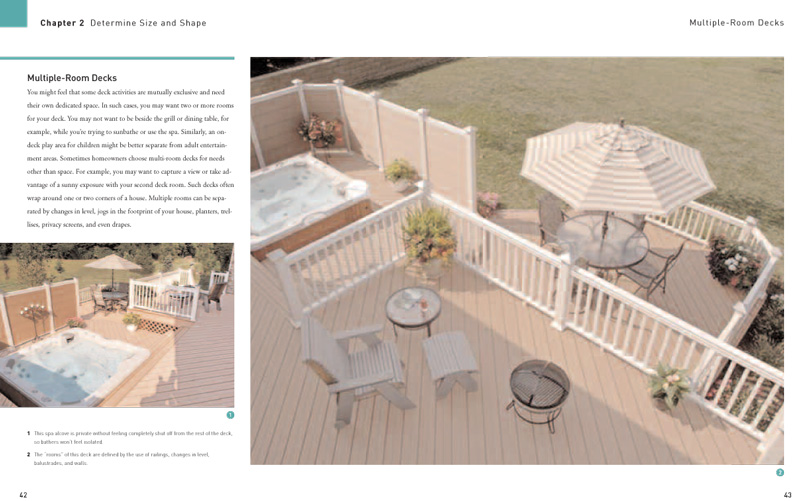 Chapter 2 Determine Size and Shape
Multiple-Room Decks
Multiple-Room Decks
You might feel that some deck activities are mutually exclusive and need
their own dedicated space. In such cases, you may want two or more rooms
for your deck. You may not want to be beside the grill or dining table, for
example, while you're trying to sunbathe or use the spa. Similarly, an on-
deck play area for children might be better separate from adult entertain-
ment areas. Sometimes homeowners choose multi-room decks for needs
other than space. For example, you may want to capture a view or take ad-
vantage of a sunny exposure with your second deck room. Such decks often
wrap around one or two corners of a house. Multiple rooms can be sepa-
rated by changes in level, jogs in the footprint of your house, planters, trel-
lises, privacy screens, and even drapes.
1
1 This spa alcove is private without feeling completely shut off from the rest of the deck,
so bathers won't feel isolated.
2 The "rooms" of this deck are defined by the use of railings, changes in level,
balustrades, and walls.
2
42
43